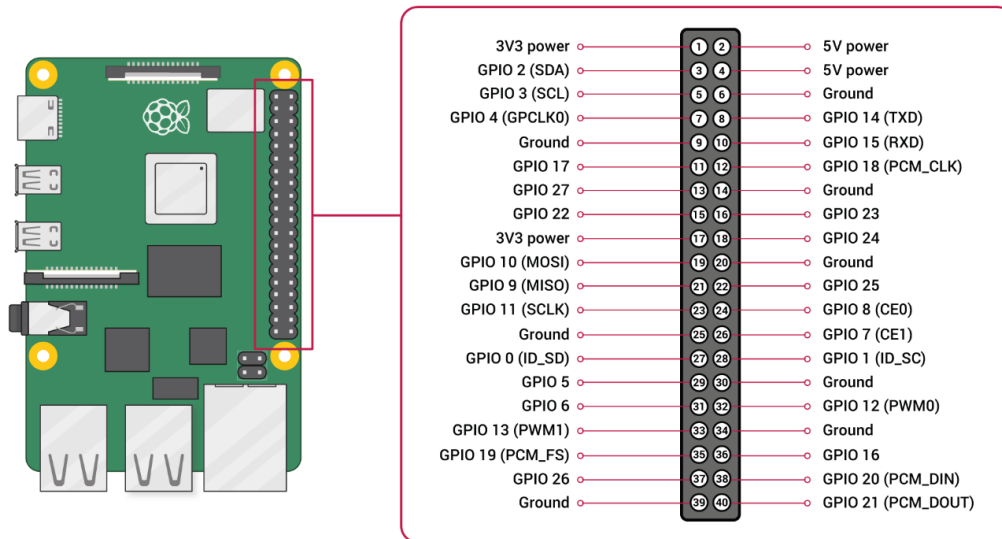 3V3 power 1 2 5V power
GPIO 2 (SDA) 3 4 5V power
GPIO 3 (SCL) 5 6 Ground
GPIO 4 (GPCLK0) 7 8 GPIO 14 (TXD)
Ground 9 10 GPIO 15 (RXD)
GPIO 17 11 12 GPIO 18 (PCM_CLK)
GPIO 27 13 14 Ground
GPIO 22 15 16 GPIO 23
3V3 power 17 18 GPIO 24
GPIO 10 (MOSI) 19 20 Ground
GPIO 9 (MISO) 21 22 GPIO 25
GPIO 11 (SCLK) 23 24 GPIO 8 (CE0)
Ground 25 26 GPIO 7 (CE1)
GPIO 0 (ID_SD) 27 28 GPIO 1 (ID_SC)
GPIO 5 29 30 Ground
GPIO 6 31 32 GPIO 12 (PWM0)
GPIO 13 (PWM1) 33 34 Ground
GPIO 19 (PCM_FS) 35 36 GPIO 16
GPIO 26 37 38 GPIO 20 (PCM_DIN)
Ground 39 40 GPIO 21 (PCM_DOUT)